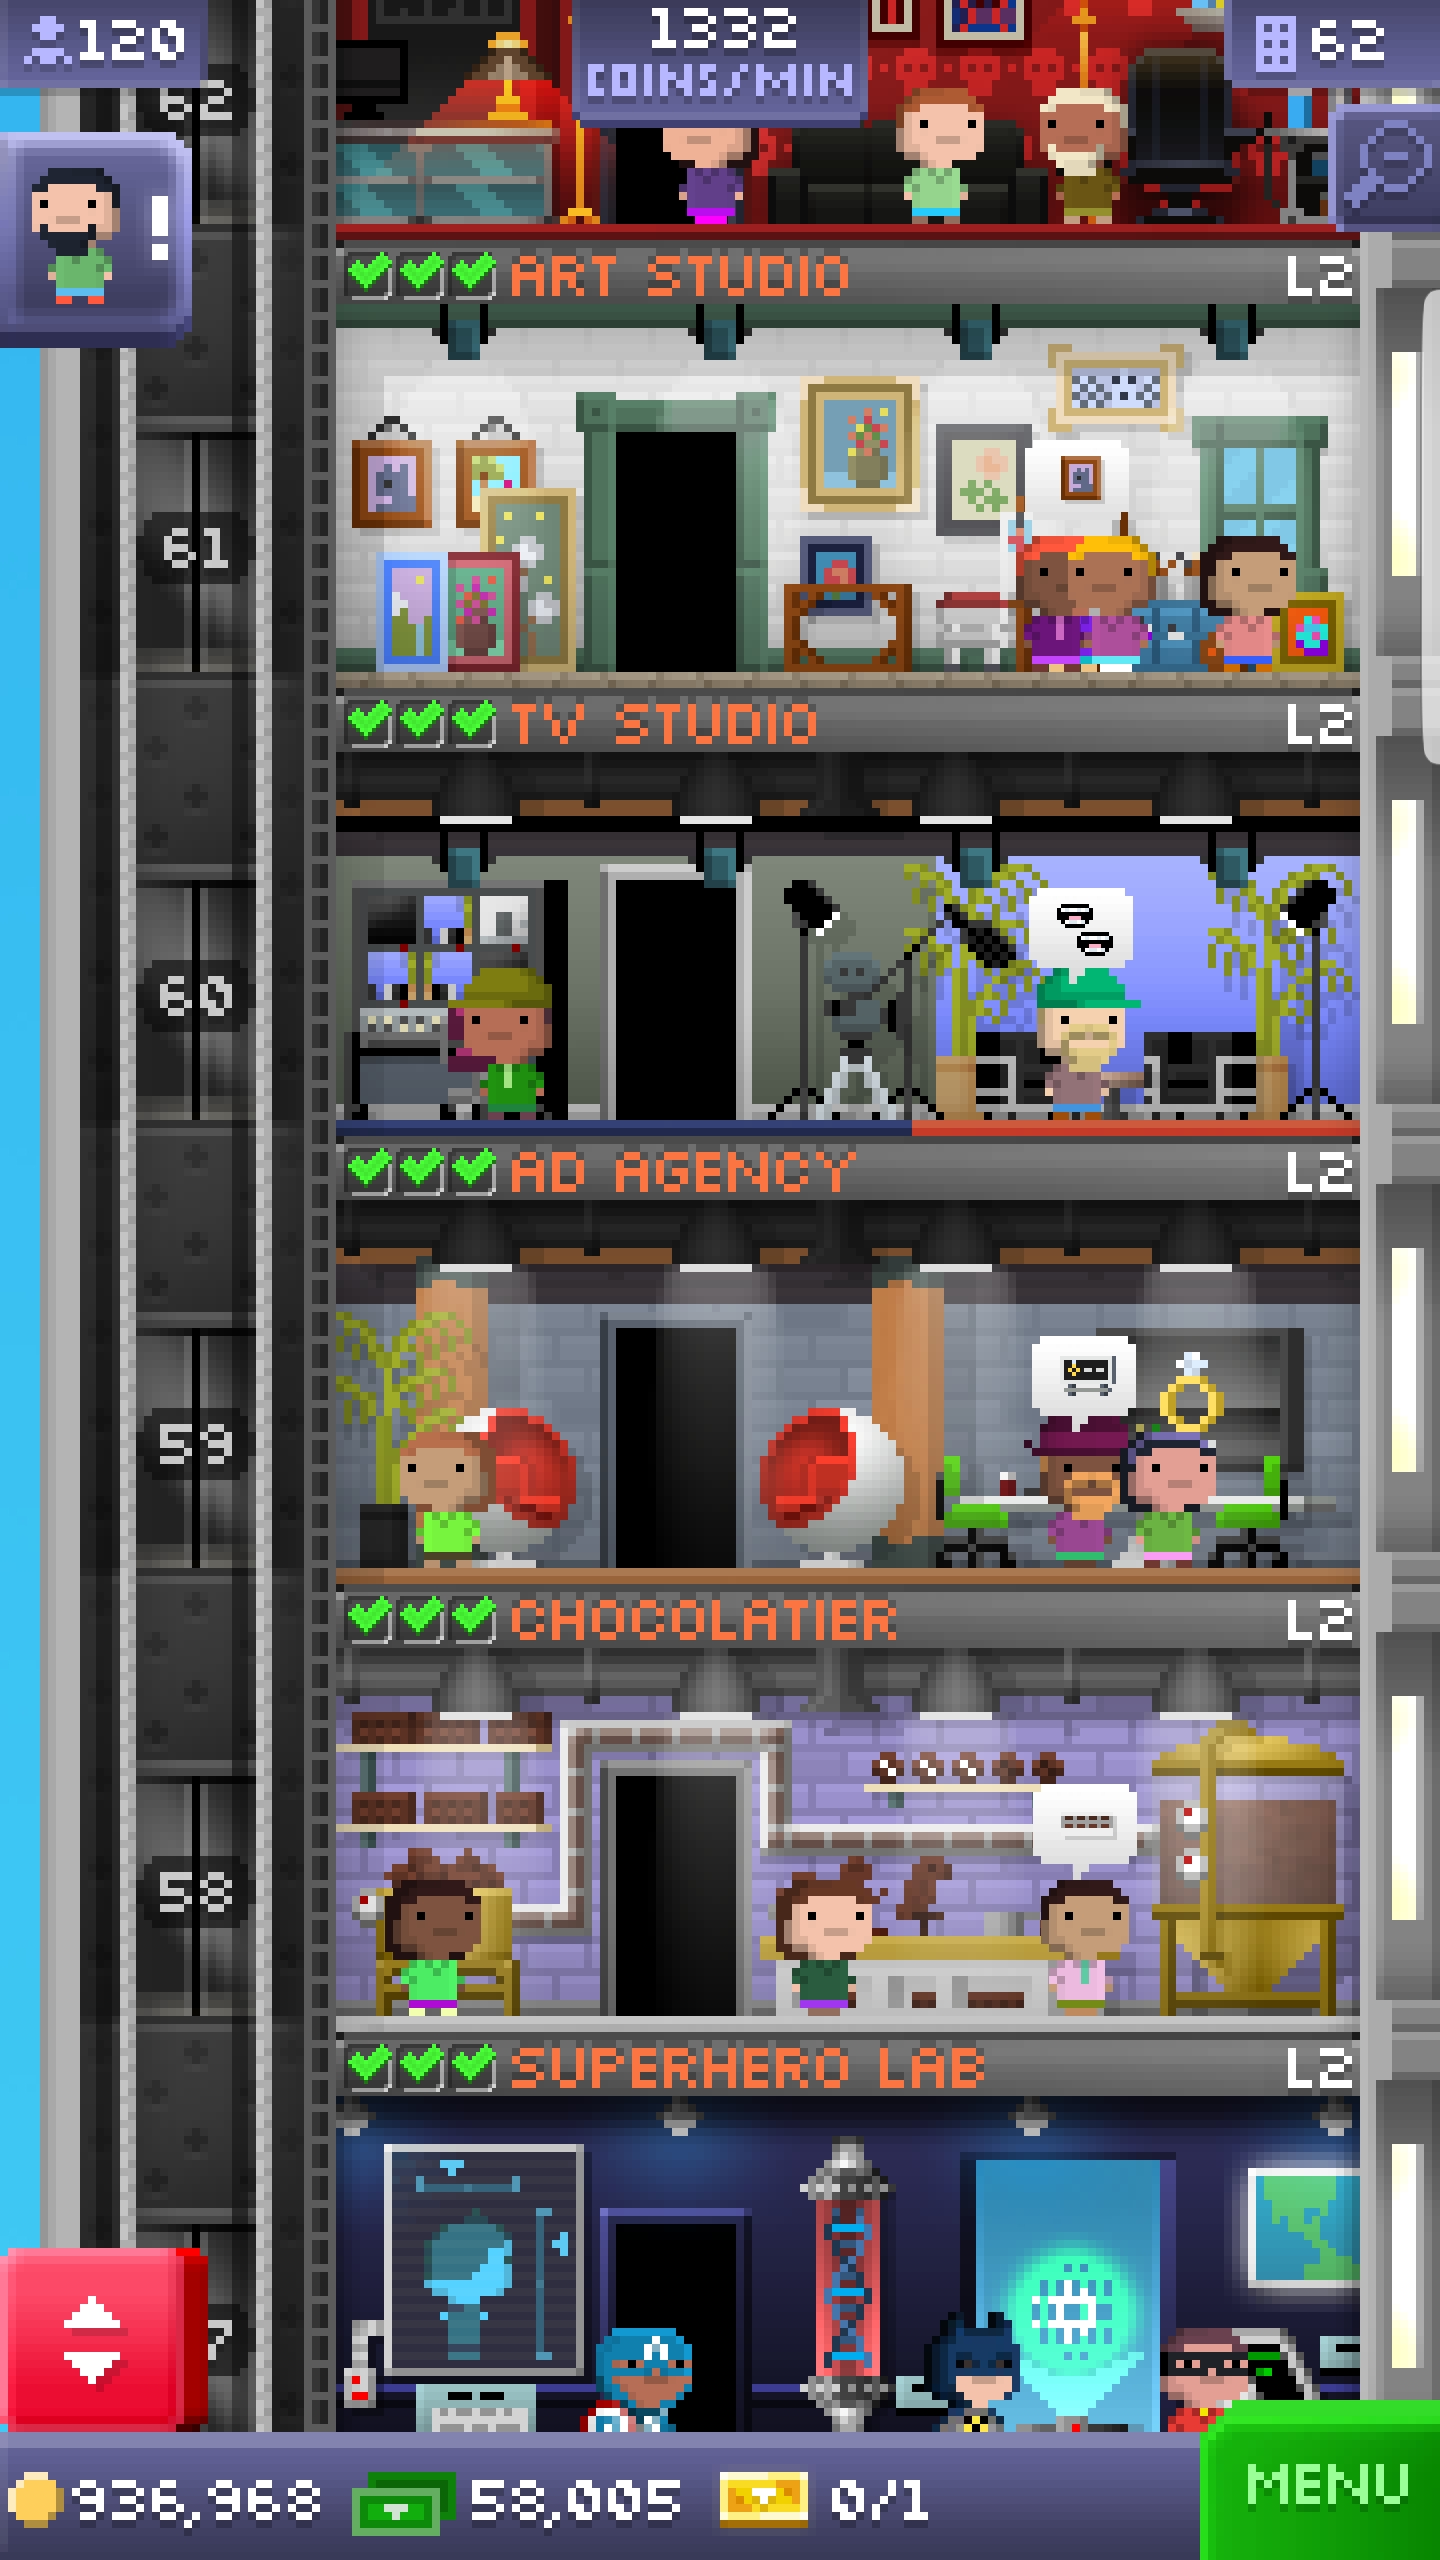 120
1332
COINS/MIN
62
62
!
ART STUDIO L2
61
TV STUDIO L2
60
AD AGENCY L2
59
CHOCOLATIER L2
58
SUPERHERO LAB L2
7
936,968 58,005 0/1 MENU